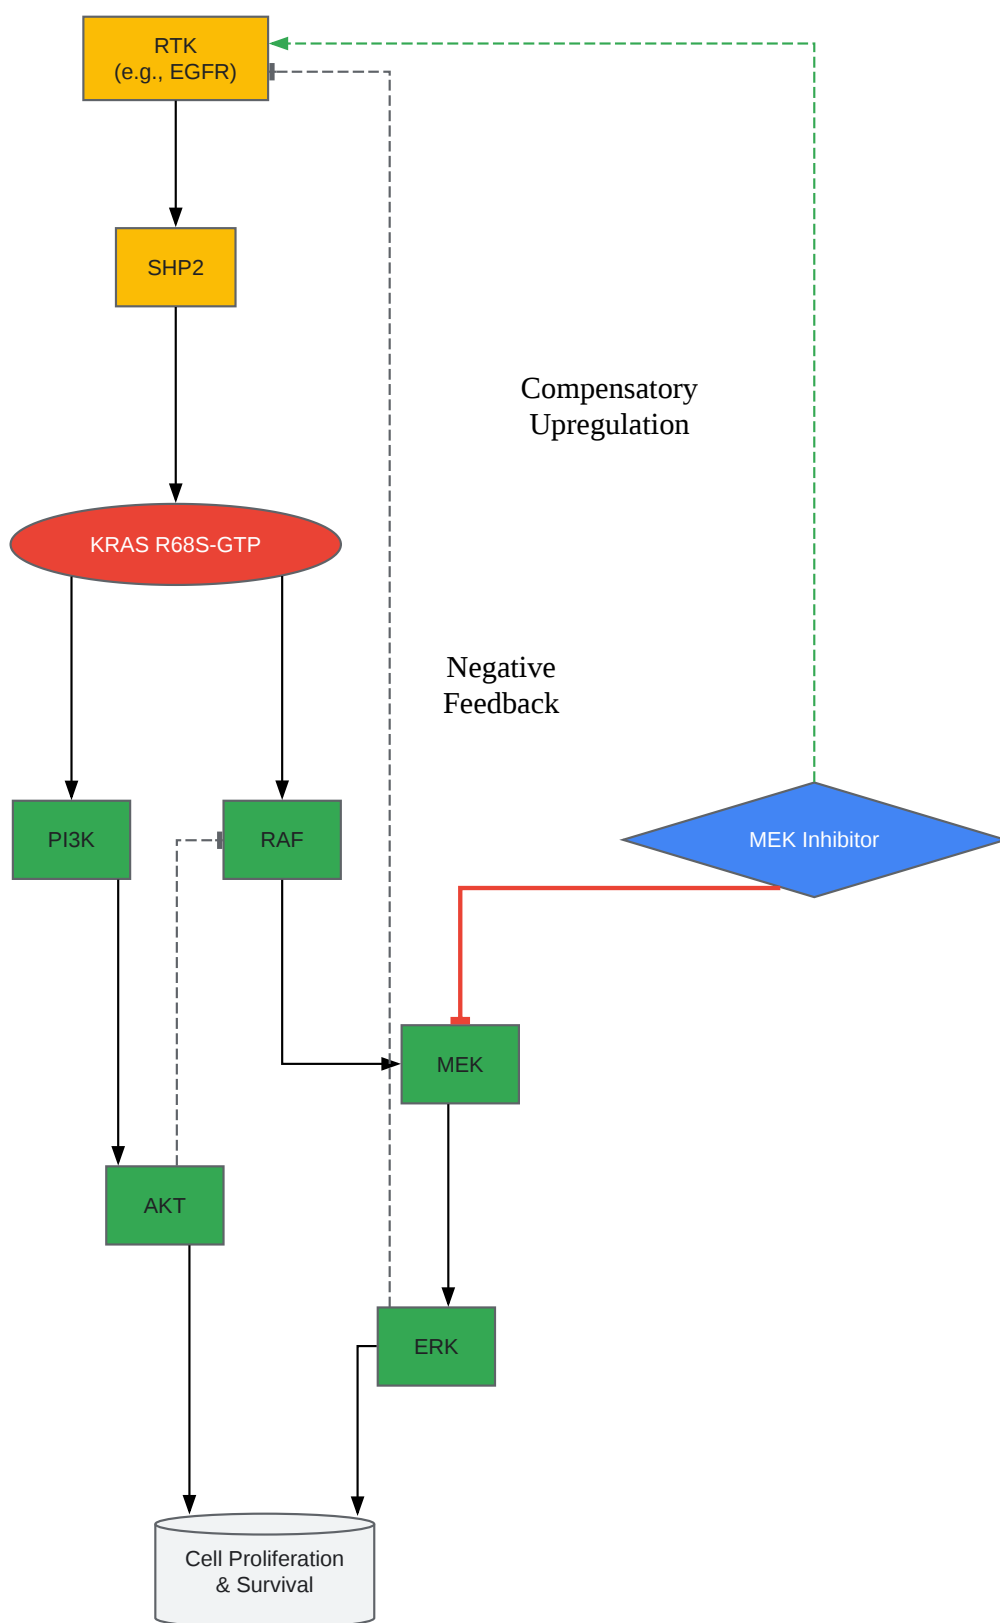 RTK
(e.g., EGFR)
SHP2
Compensatory
Upregulation
KRAS R68S-GTP
Negative
Feedback
PI3K
RAF
MEK Inhibitor
MEK
AKT
ERK
Cell Proliferation
& Survival